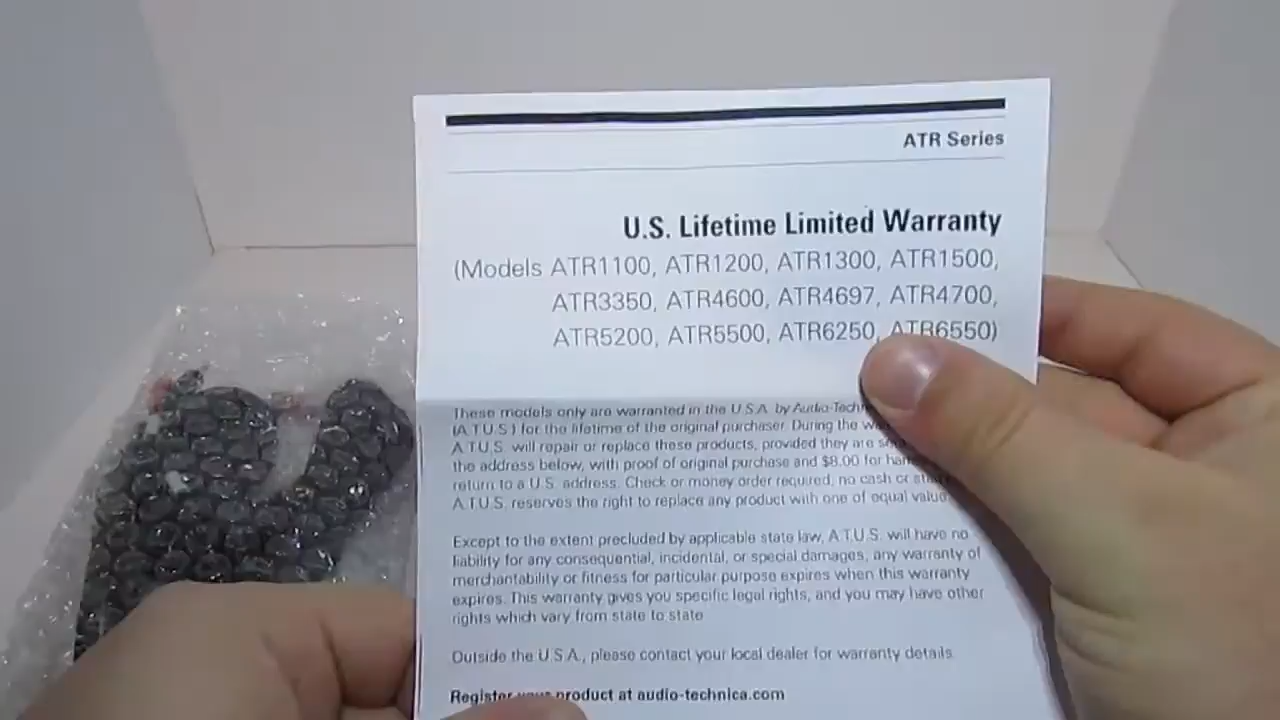 ATR Series
U.S. Lifetime Limited Warranty
(Models ATR1100, ATR1200, ATR1300, ATR1500,
ATR3350, ATR4600, ATR4697, ATR4700,
ATR5200, ATR5500, ATR6250, ATR6550)
These models only are warranted in the U.S.A. by
(A.T.U.S.) for the lifetime of the original purchaser. During the
A.T.U.S. will repair or replace these products, provided they are
the address below, with proof of original purchase and $8.00 for
return to a U.S. address. Check or money order required, no cash or
A.T.U.S. reserves the right to replace any product with one of equal value.
Except to the extent precluded by applicable state law, A.T.U.S. will have no
liability for any consequential, incidental, or special damages, any warranty of
merchantability or fitness for particular purpose expires when this warranty
expires. This warranty gives you specific legal rights, and you may have other
rights which vary from state to state.
Outside the U.S.A., please contact your local dealer for warranty details.
Register your product at audio-technica.com